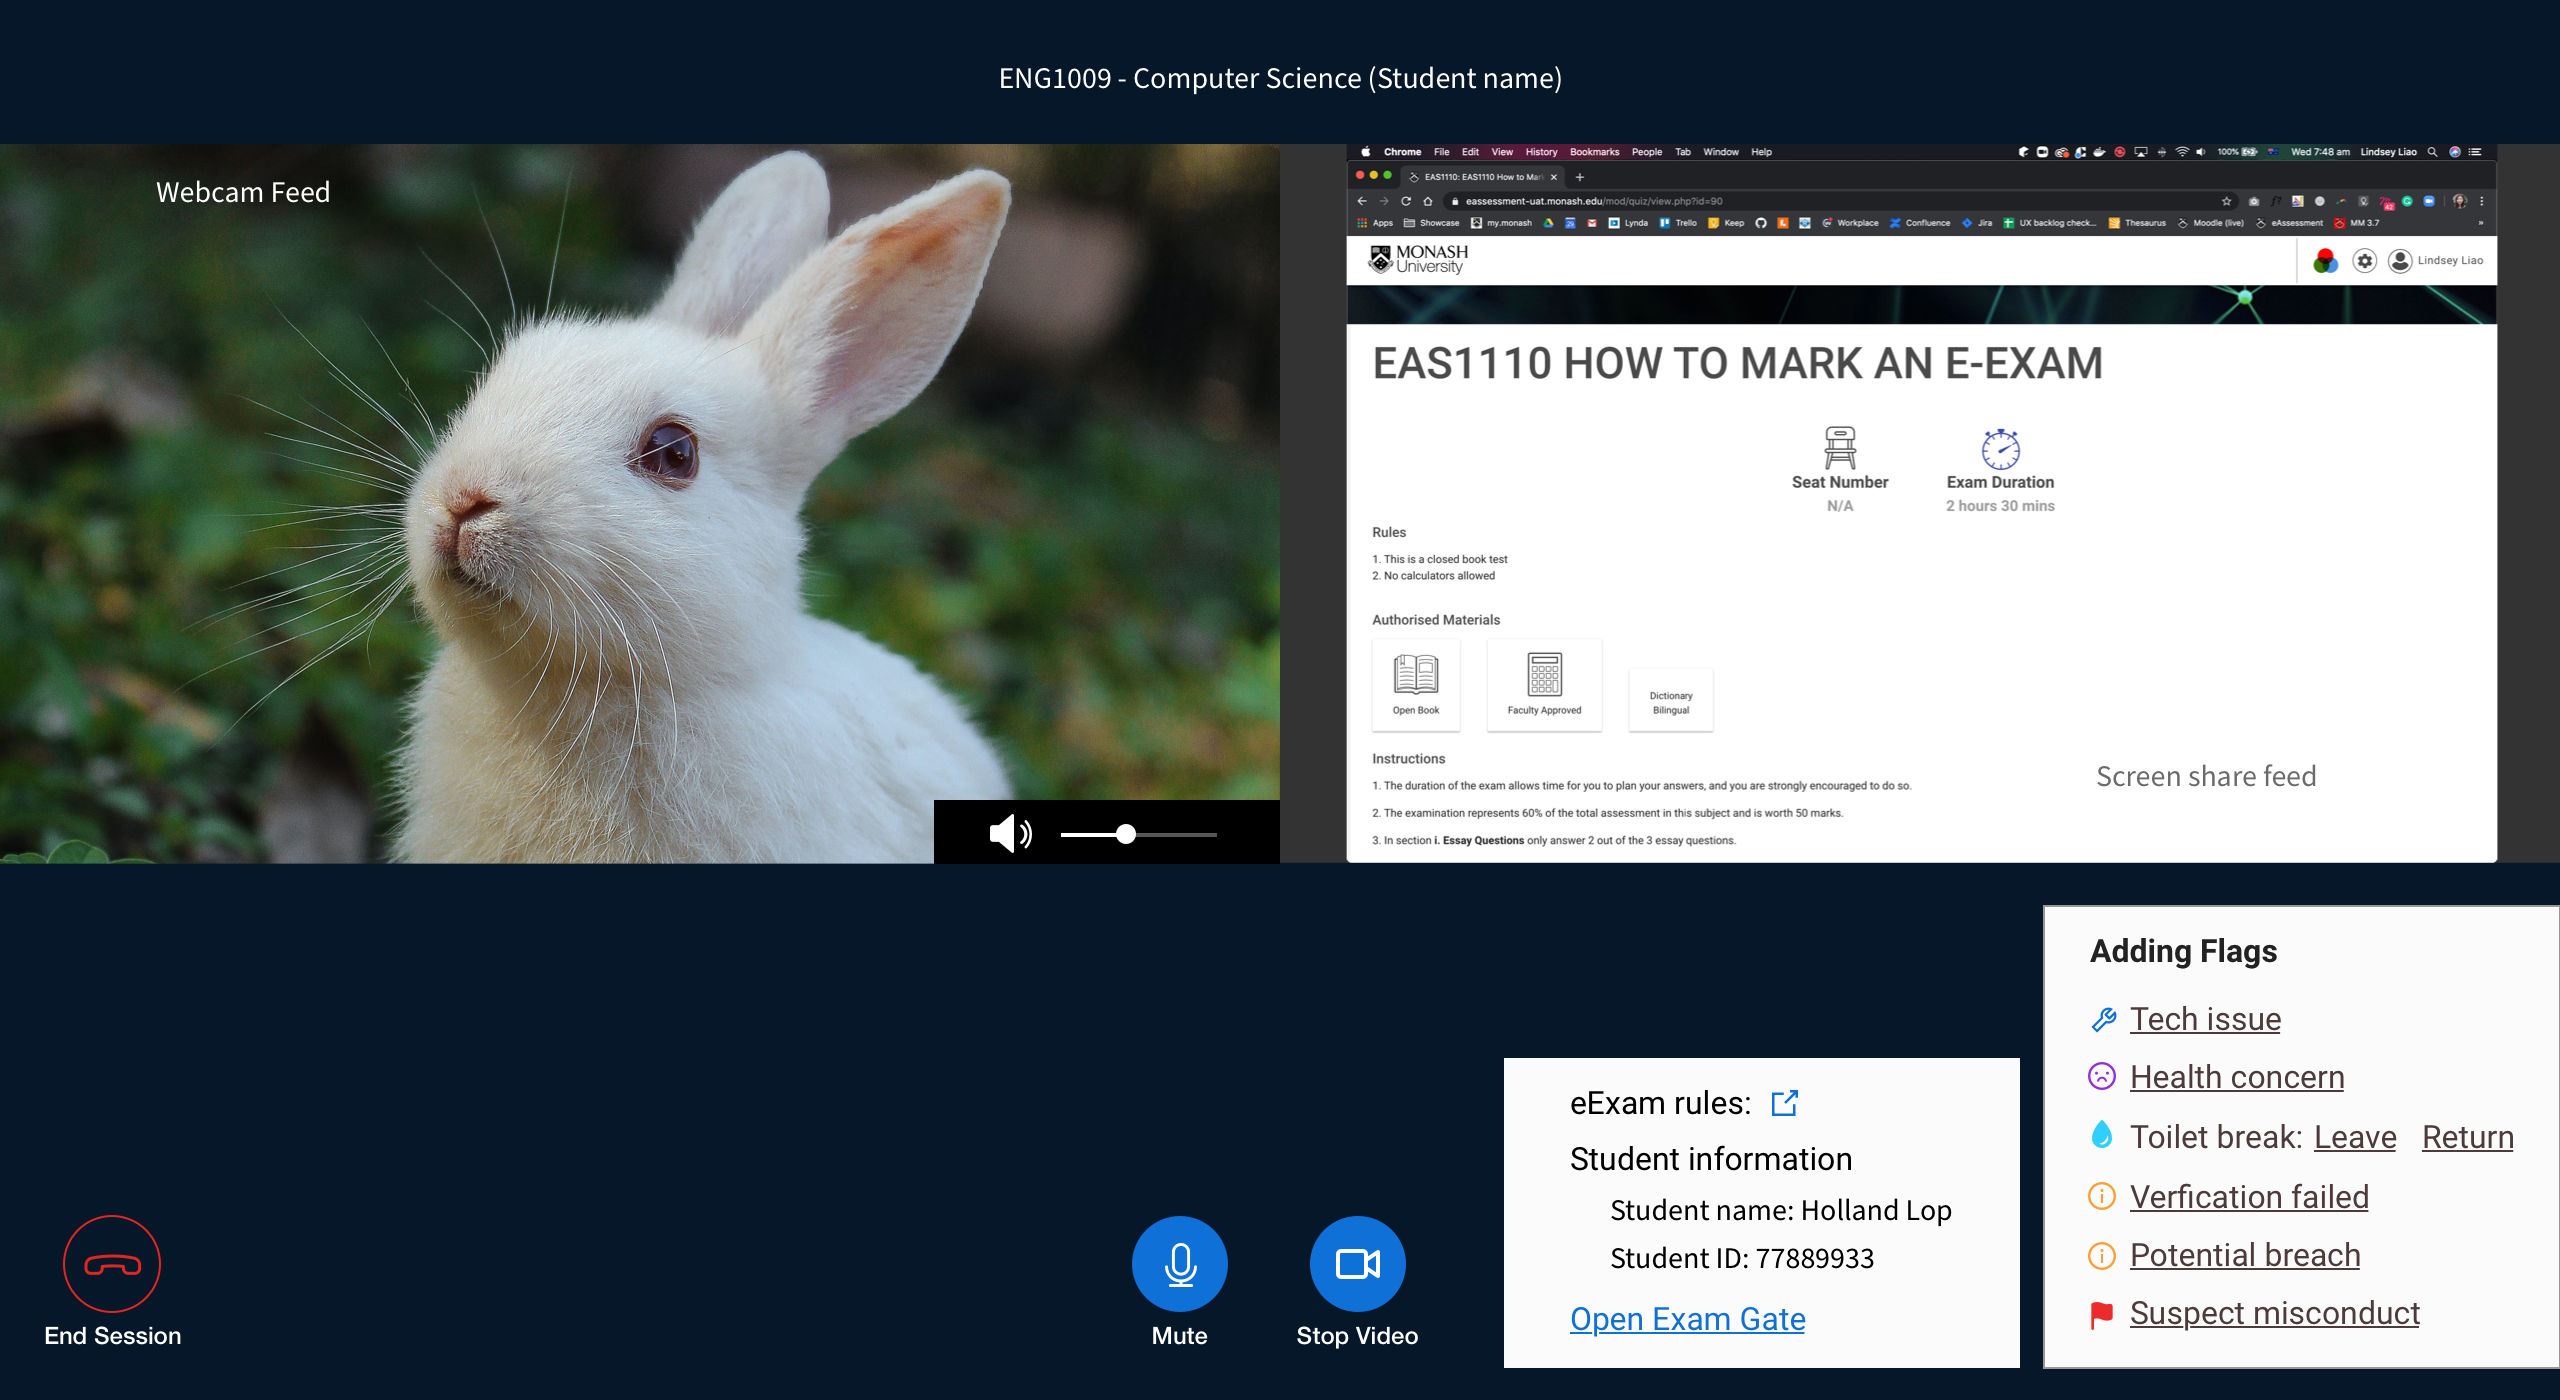 ENG1009 - Computer Science (Student name)
Webcam Feed
Chrome File Edit View History Bookmarks People Tab Window Help
100% Wed 7:48 am Lindsey Liao
EAS1110: EAS1110 How to Mar
eassessment-uat.monash.edu/mod/quiz/view.php?id=90
Apps Showcase my.monash Lynda Trello Keep Workplace Confluence Jira UX backlog check... Thesaurus Moodle (live) eAssessment MM 3.7 »
MONASH
University
Lindsey Liao
EAS1110 HOW TO MARK AN E-EXAM
Seat Number
N/A
Exam Duration
2 hours 30 mins
Rules
1. This is a closed book test
2. No calculators allowed
Authorised Materials
Open Book
Faculty Approved
Dictionary
Bilingual
Instructions
1. The duration of the exam allows time for you to plan your answers, and you are strongly encouraged to do so.
2. The examination represents 60% of the total assessment in this subject and is worth 50 marks.
3. In section i. Essay Questions only answer 2 out of the 3 essay questions.
Screen share feed
End Session
Mute
Stop Video
eExam rules:
Student information
Student name: Holland Lop
Student ID: 77889933
Open Exam Gate
Adding Flags
Tech issue
Health concern
Toilet break: Leave Return
Verfication failed
Potential breach
Suspect misconduct